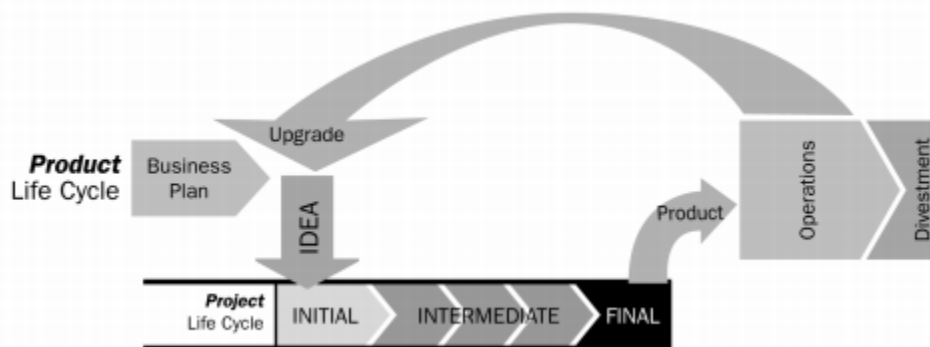 Upgrade
Product
Life Cycle
Business
Plan
IDEA
Product
Operations
Divestment
Project
Life Cycle
INITIAL
INTERMEDIATE
FINAL